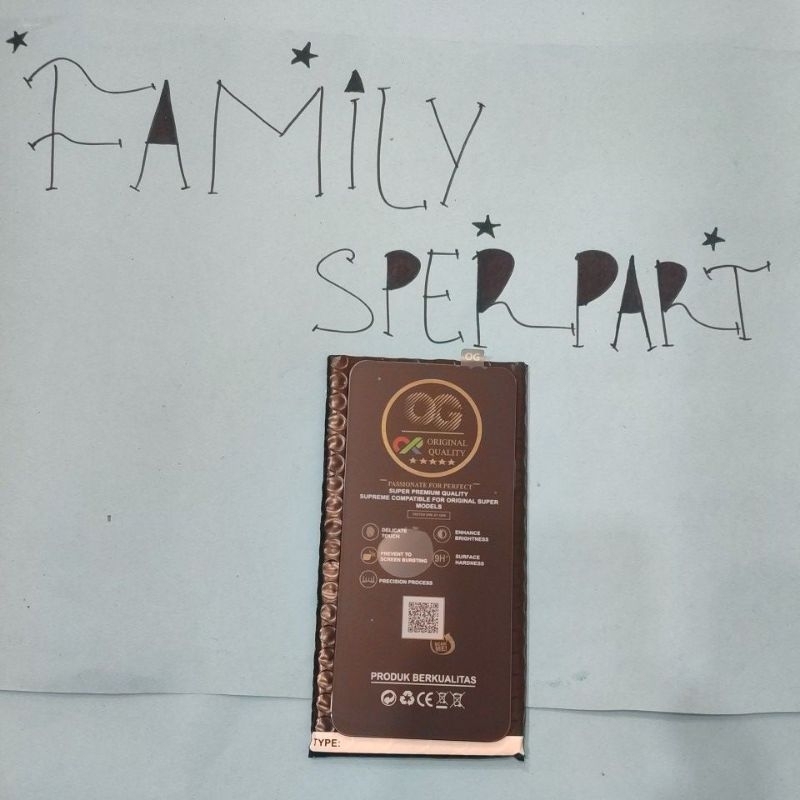 FAMiLY
SPERPART
OG
OG
ORIGINAL
QUALITY
PASSIONATE FOR PERFECT
SUPER PREMIUM QUALITY
SUPREME COMPATIBLE FOR ORIGINAL SUPER
MODELS
DELICATE
TOUCH
ENHANCE
BRIGHTNESS
PREVENT TO
SCREEN BURSTING
9H
SURFACE
HARDNESS
PRECISION PROCESS
PRODUK BERKUALITAS
CE
TYPE: